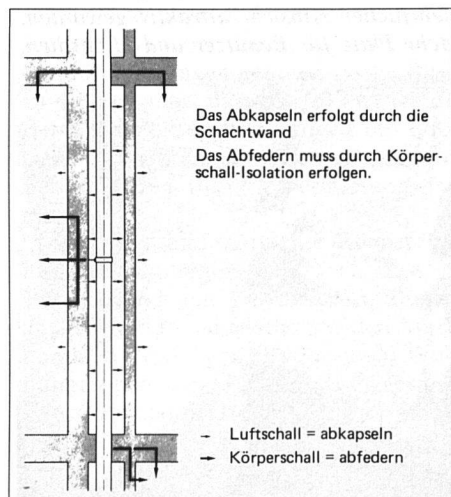 Das Abkapseln erfolgt durch die
Schachtwand
Das Abfedern muss durch Körper-
schall-Isolation erfolgen.
Luftschall = abkapseln
Körperschall = abfedern